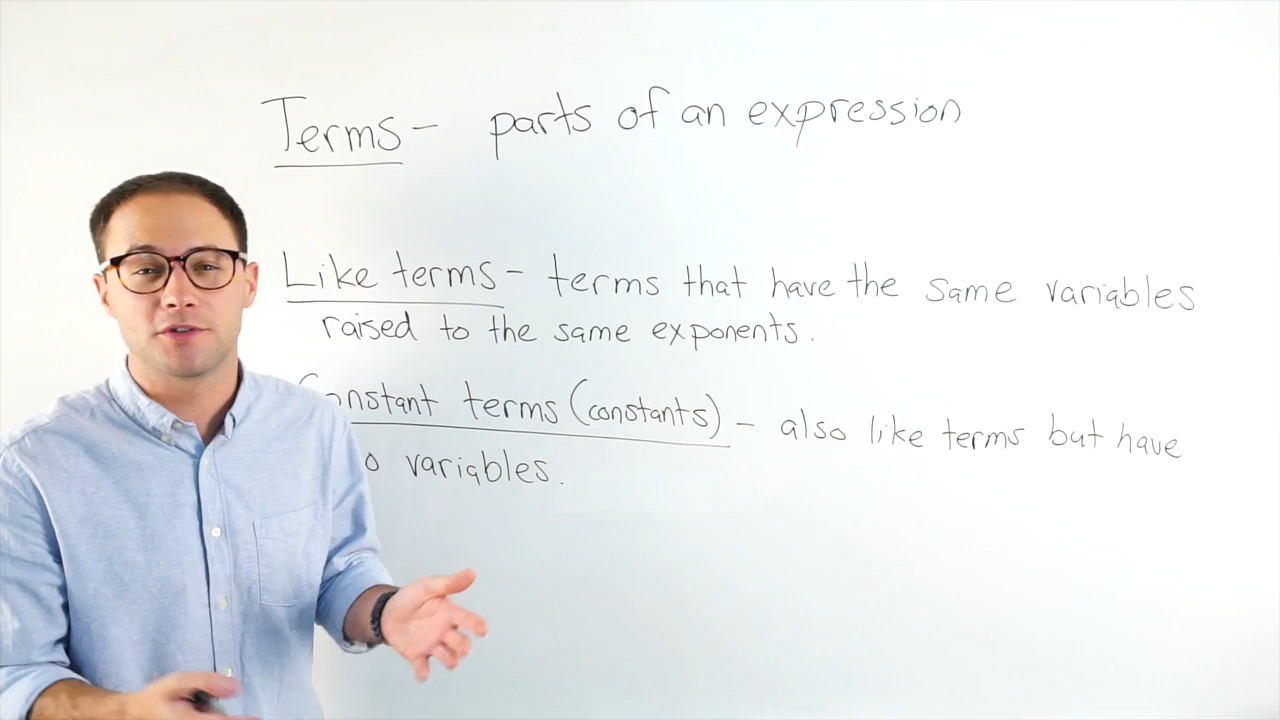 Terms - parts of an expression
Like terms - terms that have the same variables
raised to the same exponents.
Constant terms (constants) - also like terms but have
variables.